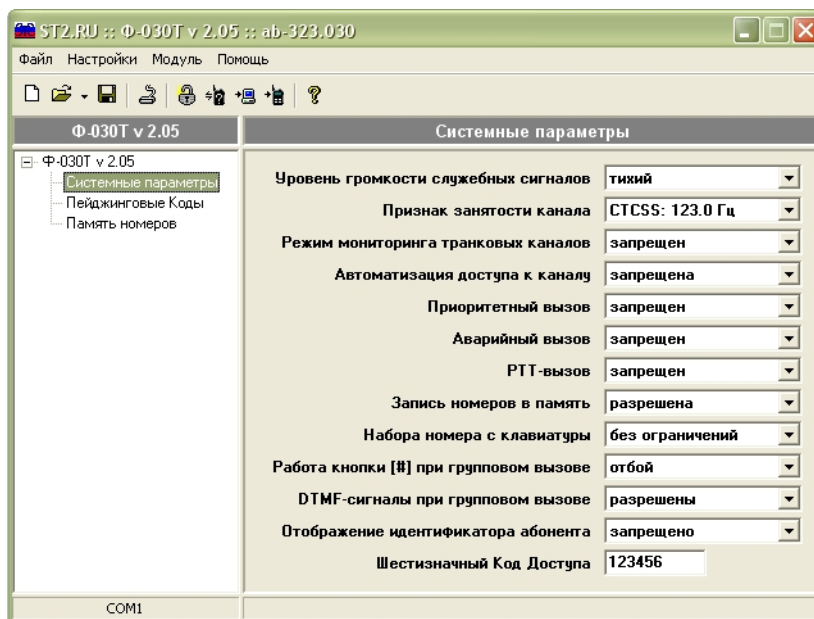 ST2.RU :: Ф-030Т v 2.05 :: ab-323.030
Файл Настройки Модуль Помощь
Ф-030Т v 2.05
Системные параметры
Ф-030Т v 2.05
Системные параметры
Пейджинговые Коды
Память номеров
Уровень громкости служебных сигналов тихий
Признак занятости канала CTCSS: 123.0 Гц
Режим мониторинга транковых каналов запрещен
Автоматизация доступа к каналу запрещена
Приоритетный вызов запрещен
Аварийный вызов запрещен
РТТ-вызов запрещен
Запись номеров в память разрешена
Набора номера с клавиатуры без ограничений
Работа кнопки [#] при групповом вызове отбой
DTMF-сигналы при групповом вызове разрешены
Отображение идентификатора абонента запрещено
Шестизначный Код Доступа 123456
COM1